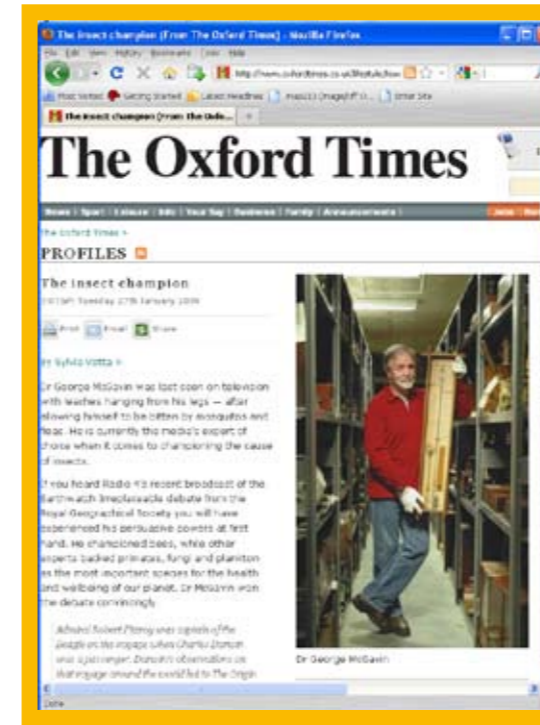 The insect champion (From The Oxford Times) - Mozilla Firefox
File Edit View History Bookmarks Tools Help
Most Visited Getting Started Latest Headlines
The insect champion (From The Oxfo...
The Oxford Times
News | Sport | Leisure | Info | Your Say | Business | Family | Announcements |
Jobs
The Oxford Times >
PROFILES
The insect champion
Tuesday 27th January 2009
Print Email Share
By Sylvia Vetta >
Dr George McGavin was last seen on television
with leeches hanging from his legs — after
allowing himself to be bitten by mosquitos and
fleas. He is currently the media's expert of
choice when it comes to championing the cause
of insects.
If you heard Radio 4's recent broadcast of the
Earthwatch Irreplaceable debate from the
Royal Geographical Society you will have
experienced his persuasive powers at first
hand. He championed bees, while other
experts backed primates, fungi and plankton
as the most important species for the health
and wellbeing of our planet. Dr McGavin won
the debate convincingly.
Admiral Robert Fitzroy was captain of the
Beagle on the voyage when Charles Darwin
was a passenger. Darwin's observations on
that voyage around the world led to The Origin
Dr George McGavin
Done